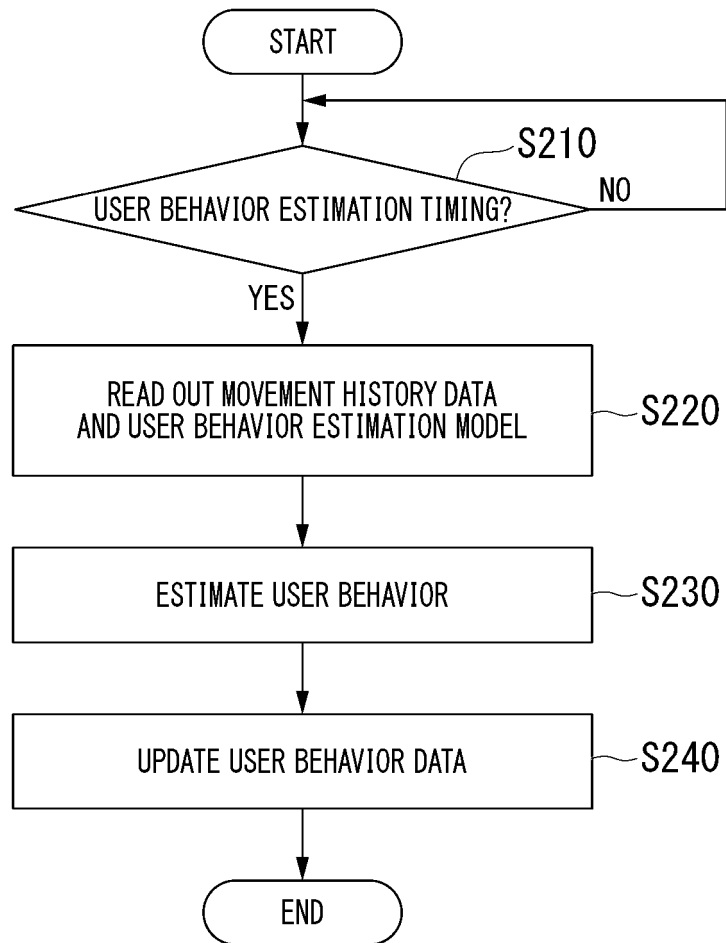 START
S210
USER BEHAVIOR ESTIMATION TIMING?
NO
YES
READ OUT MOVEMENT HISTORY DATA
AND USER BEHAVIOR ESTIMATION MODEL
S220
ESTIMATE USER BEHAVIOR
S230
UPDATE USER BEHAVIOR DATA
S240
END